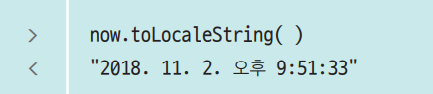 > now.toLocaleString( )
< "2018. 11. 2. 오후 9:51:33"